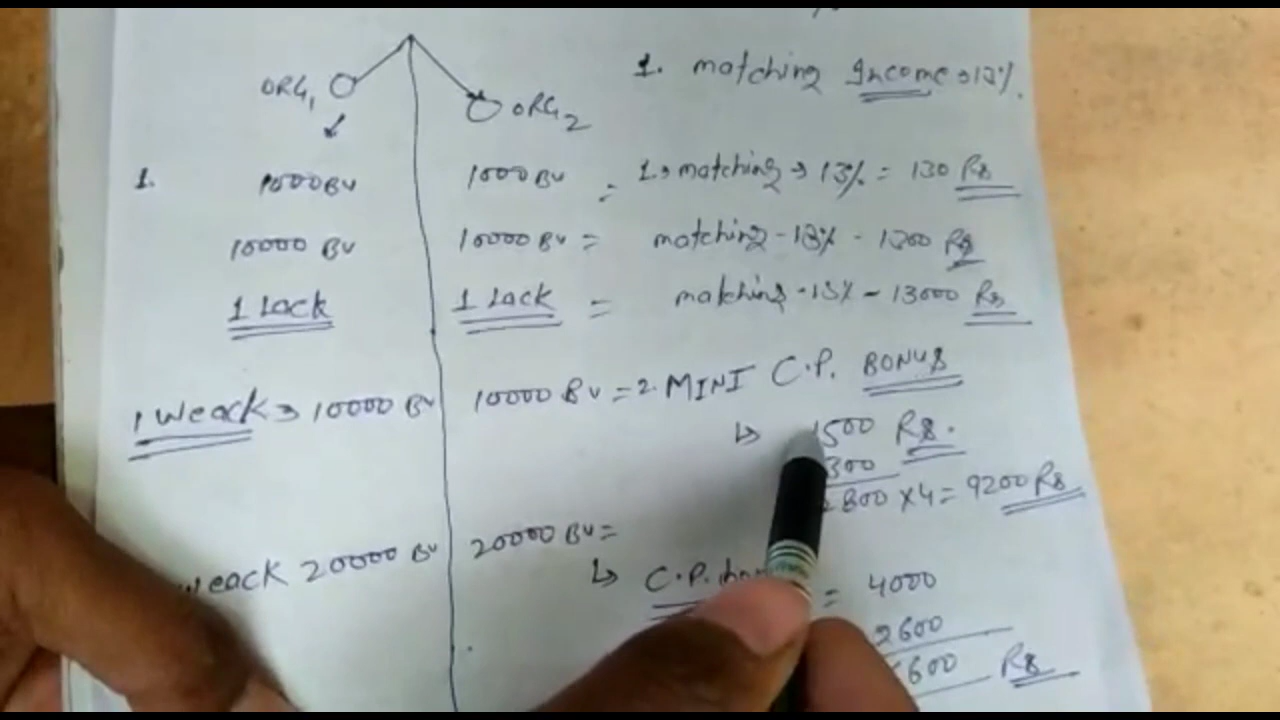 1. matching Income → 13%.
ORG1 ORG2
1. 1000 BV 1000 BV = 1 → matching → 13% = 130 Rs
10000 BV 10000 BV = matching - 13% - 1300 Rs
1 Lack 1 Lack = matching - 13% - 13000 Rs
1 Weack → 10000 BV 10000 BV = 2. MINI C.P. BONUS
↳ 1500 Rs.
300
2800 x 4 = 9200 Rs
weack 20000 BV 20000 BV =
↳ C.P. = 4000
2600
6600 Rs